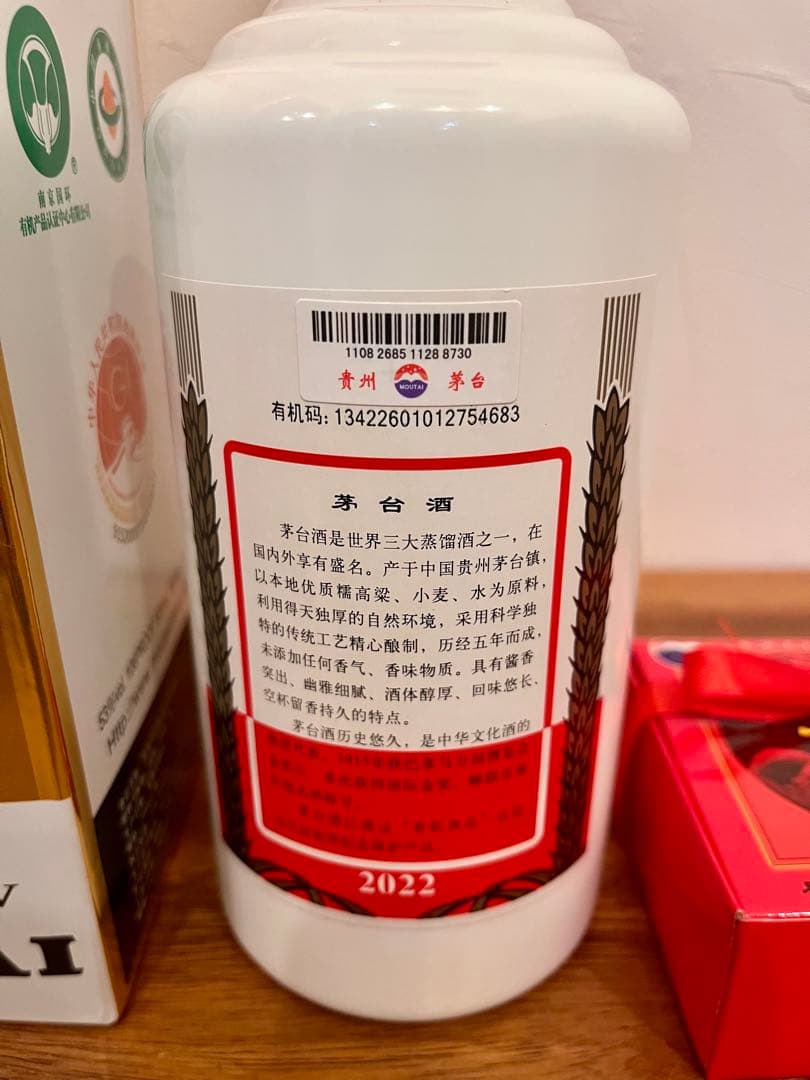 南京国环
有机产品认证中心有限公司
1108 2685 1128 8730
贵州 MOUTAI 茅台
有机码: 13422601012754683
茅台酒
茅台酒是世界三大蒸馏酒之一，在
国内外享有盛名。产于中国贵州茅台镇，
以本地优质糯高粱、小麦、水为原料，
利用得天独厚的自然环境，采用科学独
特的传统工艺精心酿制，历经五年而成，
未添加任何香气、香味物质。具有酱香
突出、幽雅细腻、酒体醇厚、回味悠长、
空杯留香持久的特点。
茅台酒历史悠久，是中华文化酒的
2022